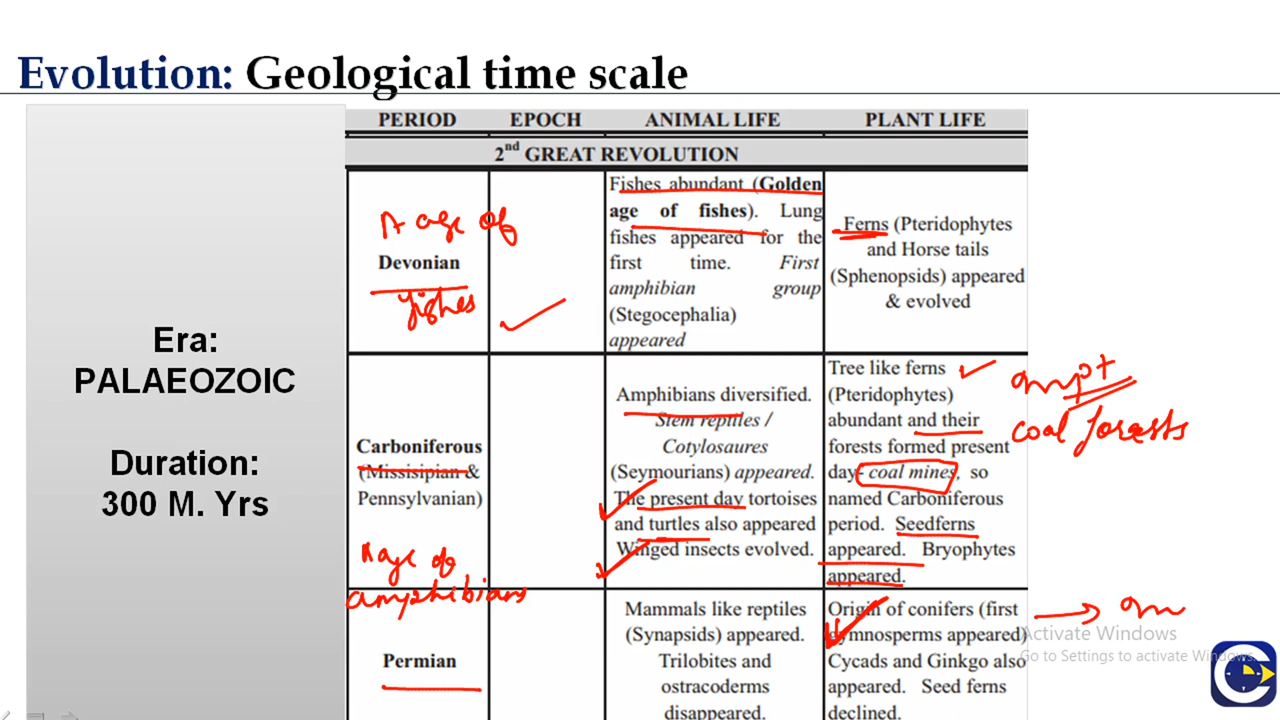 Evolution: Geological time scale
PERIOD EPOCH ANIMAL LIFE PLANT LIFE
2nd GREAT REVOLUTION
Era:
PALAEOZOIC
Duration:
300 M. Yrs
A age of
Devonian
fishes
Fishes abundant (Golden
age of fishes). Lung
fishes appeared for the
first time. First
amphibian group
(Stegocephalia)
appeared
Ferns (Pteridophytes
and Horse tails
(Sphenopsids) appeared
& evolved
Carboniferous
(Missisipian &
Pennsylvanian)
Age of
amphibians
Amphibians diversified.
Stem reptiles /
Cotylosaures
(Seymourians) appeared.
The present day tortoises
and turtles also appeared
Winged insects evolved.
Tree like ferns
(Pteridophytes)
abundant and their
forests formed present
day- coal mines, so
named Carboniferous
period. Seedferns
appeared. Bryophytes
appeared.
coal forests
Permian
Mammals like reptiles
(Synapsids) appeared.
Trilobites and
ostracoderms
disappeared.
Origin of conifers (first
gymnosperms appeared)
Cycads and Ginkgo also
appeared. Seed ferns
declined.
Activate Windows
Go to Settings to activate Windows.